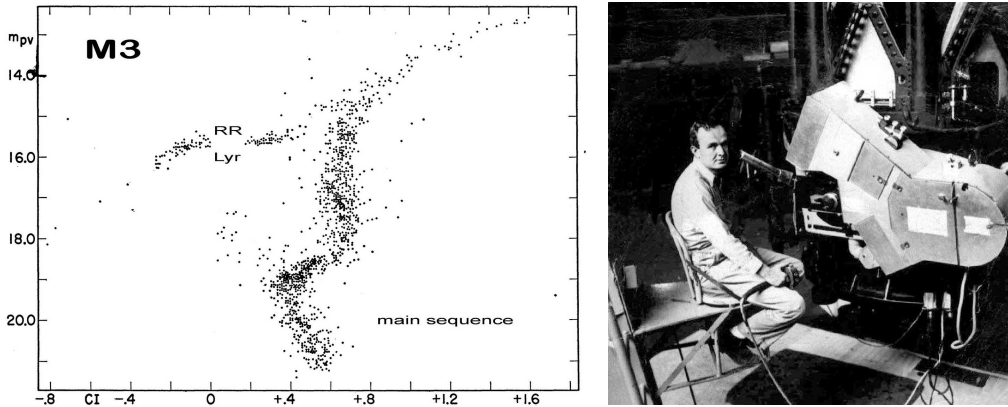 mpv
M3
14.0
RR
16.0
Lyr
18.0
20.0
main sequence
-.8 CI -.4 0 +.4 +.8 +1.2 +1.6